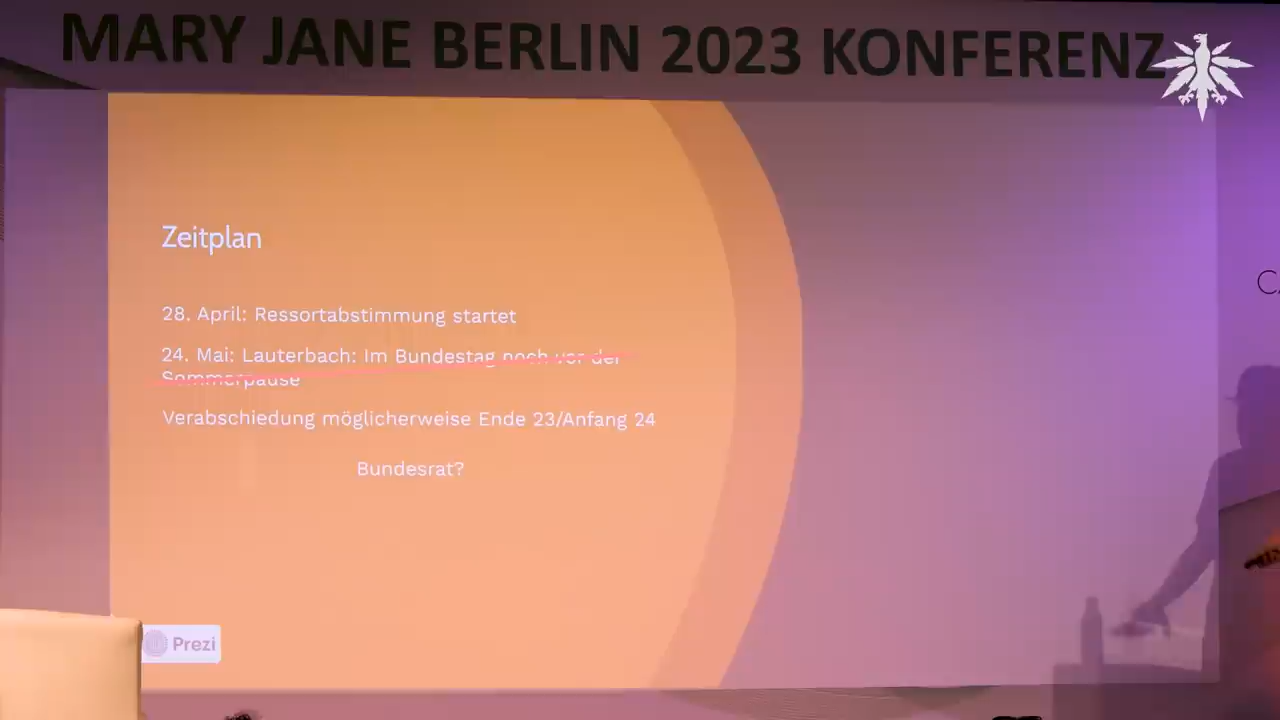 MARY JANE BERLIN 2023 KONFERENZ
Zeitplan
28. April: Ressortabstimmung startet
24. Mai: Lauterbach: Im Bundestag noch vor der
Sommerpause
Verabschiedung möglicherweise Ende 23/Anfang 24
Bundesrat?
Prezi